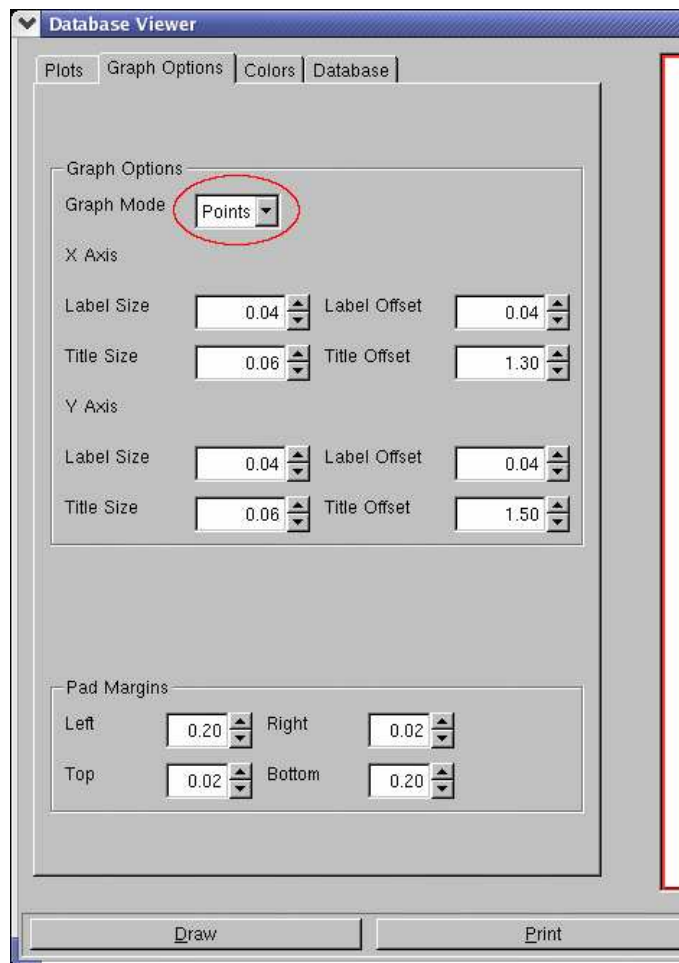 Database Viewer
Plots Graph Options Colors Database
Graph Options
Graph Mode Points
X Axis
Label Size 0.04 Label Offset 0.04
Title Size 0.06 Title Offset 1.30
Y Axis
Label Size 0.04 Label Offset 0.04
Title Size 0.06 Title Offset 1.50
Pad Margins
Left 0.20 Right 0.02
Top 0.02 Bottom 0.20
Draw Print